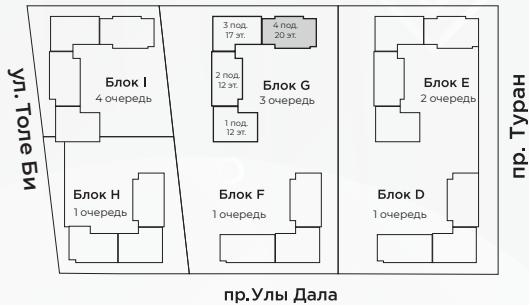 3 под.
17 эт.
4 под.
20 эт.
2 под.
12 эт.
1 под.
12 эт.
Блок I
4 очередь
Блок G
3 очередь
Блок E
2 очередь
ул. Толе Би
пр. Туран
Блок H
1 очередь
Блок F
1 очередь
Блок D
1 очередь
пр.Улы Дала